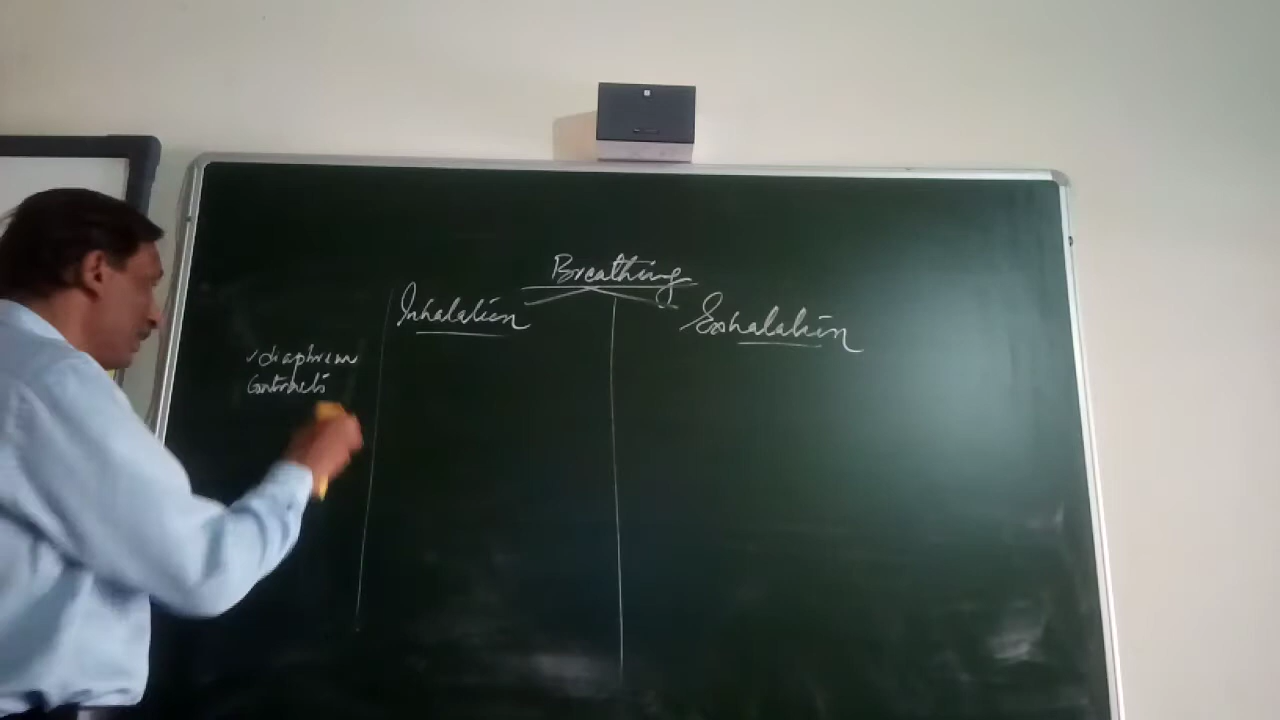 Breathing
Inhalation
Exhalation
diaphram
Contracts